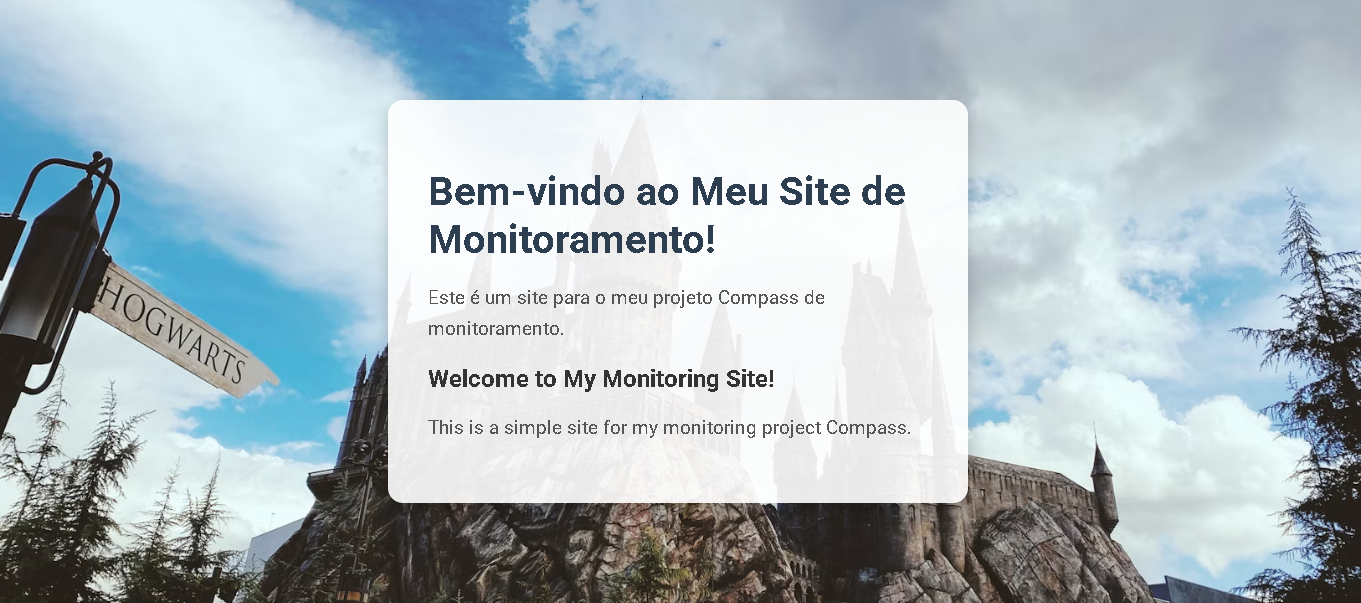 HOGWARTS
Bem-vindo ao Meu Site de
Monitoramento!
Este é um site para o meu projeto Compass de
monitoramento.
Welcome to My Monitoring Site!
This is a simple site for my monitoring project Compass.